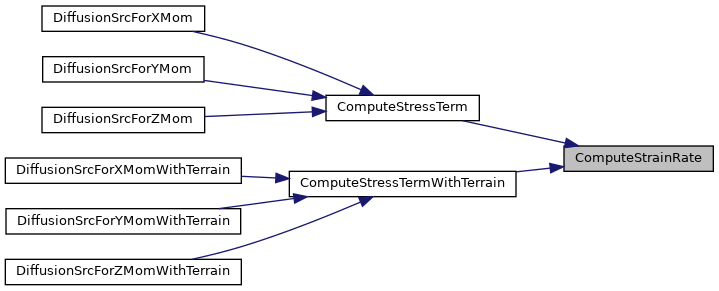 DiffusionSrcForXMom
DiffusionSrcForYMom
DiffusionSrcForZMom
DiffusionSrcForXMomWithTerrain
DiffusionSrcForYMomWithTerrain
DiffusionSrcForZMomWithTerrain
ComputeStressTerm
ComputeStressTermWithTerrain
ComputeStrainRate